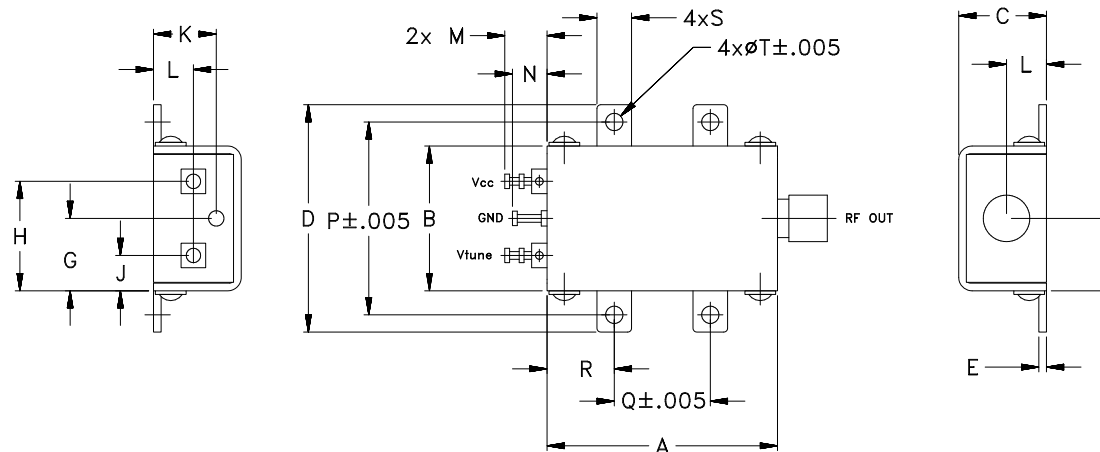 K
L
H
G
J
2x M
N
4xS
4xøT±.005
D
P±.005
B
Vcc
GND
Vtune
RF OUT
R
Q±.005
A
C
L
E